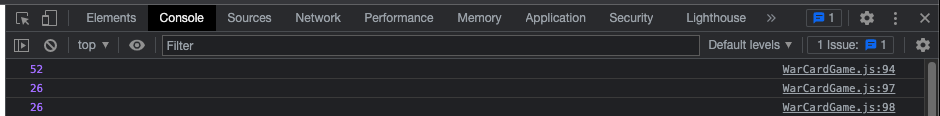 Elements Console Sources Network Performance Memory Application Security Lighthouse » 1
top ▼ Filter Default levels ▼ 1 Issue: 1
52 WarCardGame.js:94
26 WarCardGame.js:97
26 WarCardGame.js:98